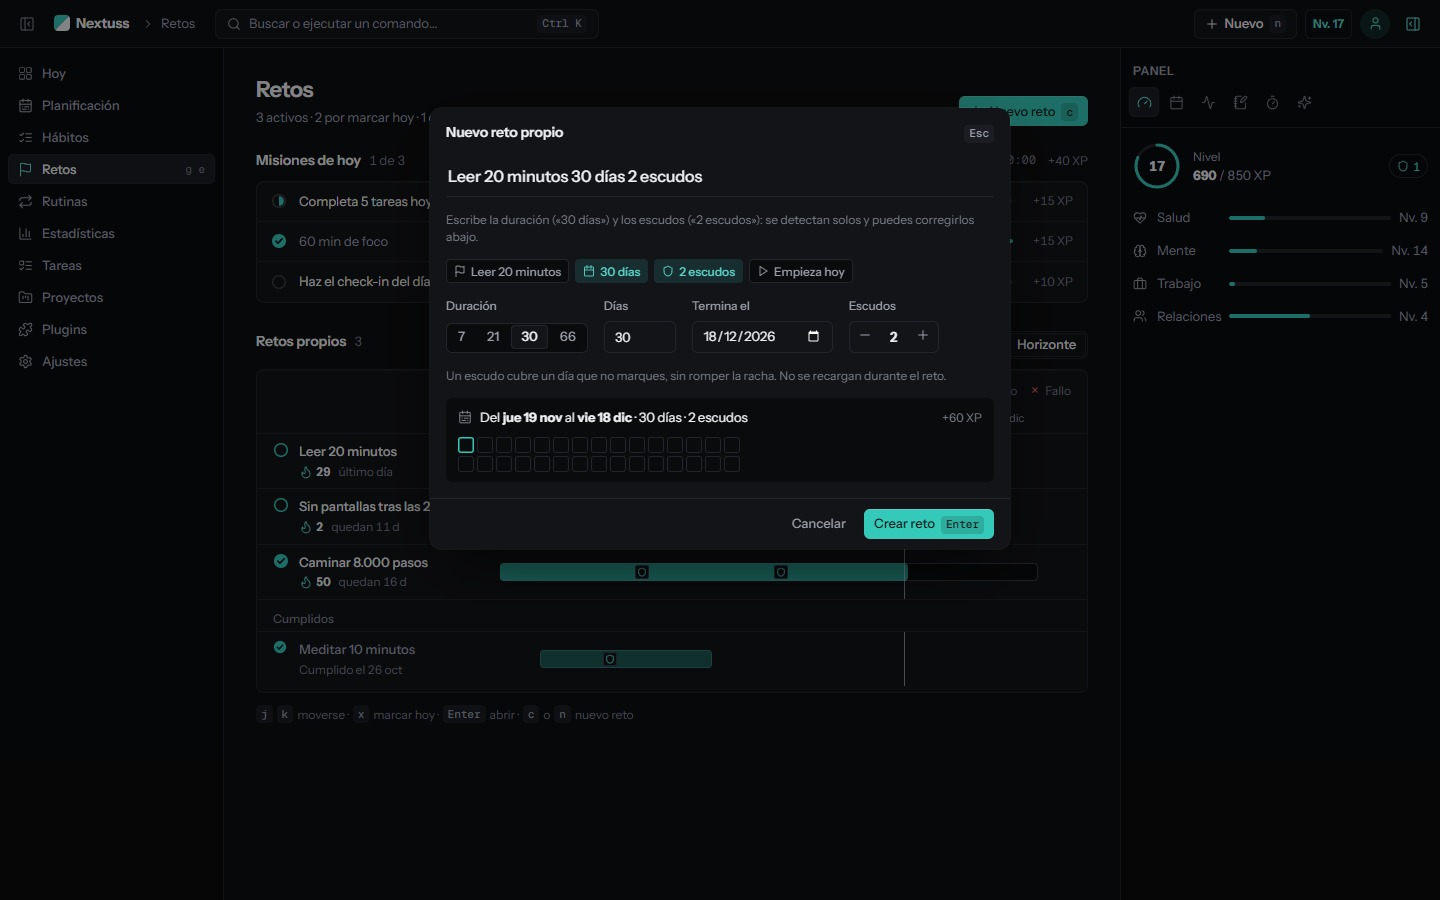 Nextuss
Retos
Buscar o ejecutar un comando...
Ctrl K
Nuevo n
Nv. 17
Hoy
Planificación
Hábitos
Retos g e
Rutinas
Estadísticas
Tareas
Proyectos
Plugins
Ajustes
Retos
3 activos · 2 por marcar hoy · 1
evo reto c
Misiones de hoy 1 de 3
:00 +40 XP
Completa 5 tareas hoy
+15 XP
60 min de foco
+15 XP
Haz el check-in del día
+10 XP
Retos propios 3
Horizonte
Fallo
dic
Leer 20 minutos
29 último día
Sin pantallas tras las 2
2 quedan 11 d
Caminar 8.000 pasos
50 quedan 16 d
Cumplidos
Meditar 10 minutos
Cumplido el 26 oct
j k moverse · x marcar hoy · Enter abrir · c o n nuevo reto
Nuevo reto propio
Esc
Leer 20 minutos 30 días 2 escudos
Escribe la duración («30 días») y los escudos («2 escudos»): se detectan solos y puedes corregirlos
abajo.
Leer 20 minutos
30 días
2 escudos
Empieza hoy
Duración Días Termina el Escudos
7 21 30 66
30
18/12/2026
− 2 +
Un escudo cubre un día que no marques, sin romper la racha. No se recargan durante el reto.
Del jue 19 nov al vie 18 dic · 30 días · 2 escudos
+60 XP
Cancelar
Crear reto Enter
PANEL
17
Nivel
690 / 850 XP
1
Salud Nv. 9
Mente Nv. 14
Trabajo Nv. 5
Relaciones Nv. 4